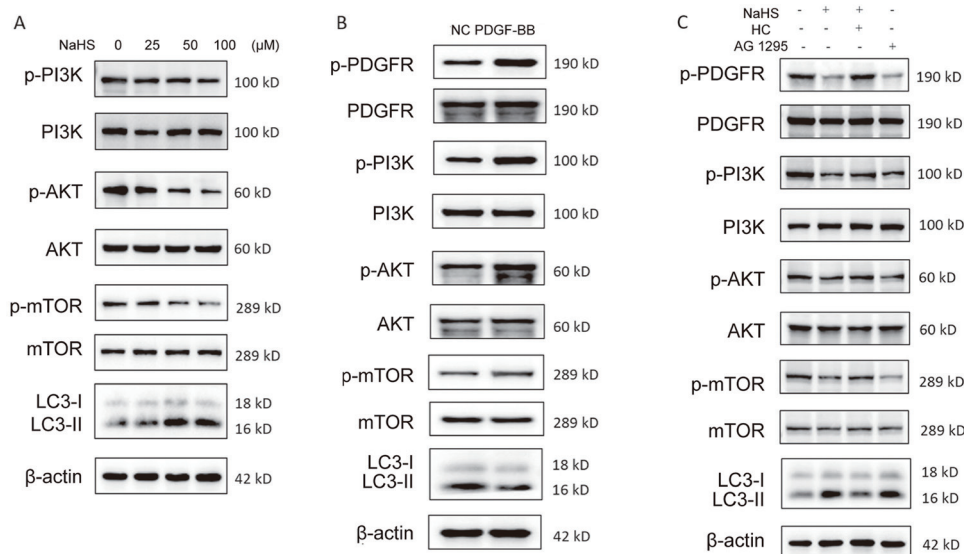 A
NaHS 0 25 50 100 (μM)
p-PI3K 100 kD
PI3K 100 kD
p-AKT 60 kD
AKT 60 kD
p-mTOR 289 kD
mTOR 289 kD
LC3-I 18 kD
LC3-II 16 kD
β-actin 42 kD
B
NC PDGF-BB
p-PDGFR 190 kD
PDGFR 190 kD
p-PI3K 100 kD
PI3K 100 kD
p-AKT 60 kD
AKT 60 kD
p-mTOR 289 kD
mTOR 289 kD
LC3-I 18 kD
LC3-II 16 kD
β-actin 42 kD
C
NaHS - + + -
HC - - + -
AG 1295 - - - +
p-PDGFR 190 kD
PDGFR 190 kD
p-PI3K 100 kD
PI3K 100 kD
p-AKT 60 kD
AKT 60 kD
p-mTOR 289 kD
mTOR 289 kD
LC3-I 18 kD
LC3-II 16 kD
β-actin 42 kD